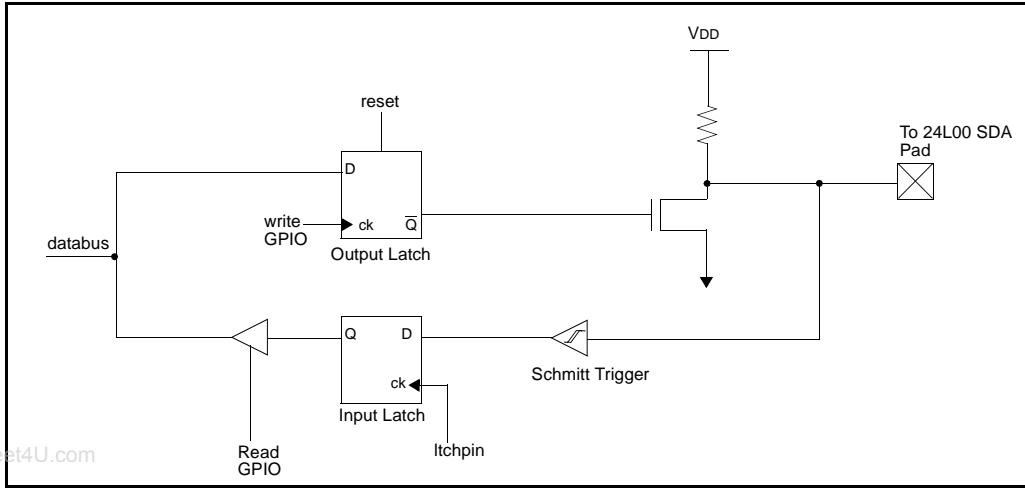 VDD
reset
To 24L00 SDA
Pad
D
write
GPIO
ck
Q
databus
Output Latch
Q
D
Schmitt Trigger
ck
Input Latch
Read
GPIO
ltchpin
et4U.com